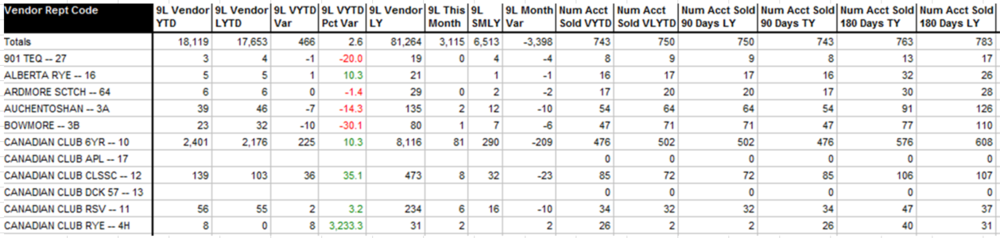 Vendor Rept Code 9L Vendor YTD 9L Vendor LYTD 9L VYTD Var 9L VYTD Pct Var 9L Vendor LY 9L This Month 9L SMLY 9L Month Var Num Acct Sold VYTD Num Acct Sold VLYTD Num Acct Sold 90 Days LY Num Acct Sold 90 Days TY Num Acct Sold 180 Days TY Num Acct Sold 180 Days LY
Totals 18,119 17,653 466 2.6 81,264 3,115 6,513 -3,398 743 750 750 743 763 783
901 TEQ -- 27 3 4 -1 -20.0 19 0 4 -4 8 9 9 8 13 17
ALBERTA RYE -- 16 5 5 1 10.3 21 1 -1 16 17 17 16 32 26
ARDMORE SCTCH -- 64 6 6 0 -1.4 29 0 2 -2 17 20 20 17 30 28
AUCHENTOSHAN -- 3A 39 46 -7 -14.3 135 2 12 -10 54 64 64 54 91 126
BOWMORE -- 3B 23 32 -10 -30.1 80 1 7 -6 47 71 71 47 77 110
CANADIAN CLUB 6YR -- 10 2,401 2,176 225 10.3 8,116 81 290 -209 476 502 502 476 576 608
CANADIAN CLUB APL -- 17 0 0 0 0 0 0
CANADIAN CLUB CLSSC -- 12 139 103 36 35.1 473 8 32 -23 85 72 72 85 106 107
CANADIAN CLUB DCK 57 -- 13 0 0 0 0 0 0
CANADIAN CLUB RSV -- 11 56 55 2 3.2 234 6 16 -10 34 32 32 34 47 37
CANADIAN CLUB RYE -- 4H 8 0 8 3,233.3 31 2 2 26 2 2 26 40 31